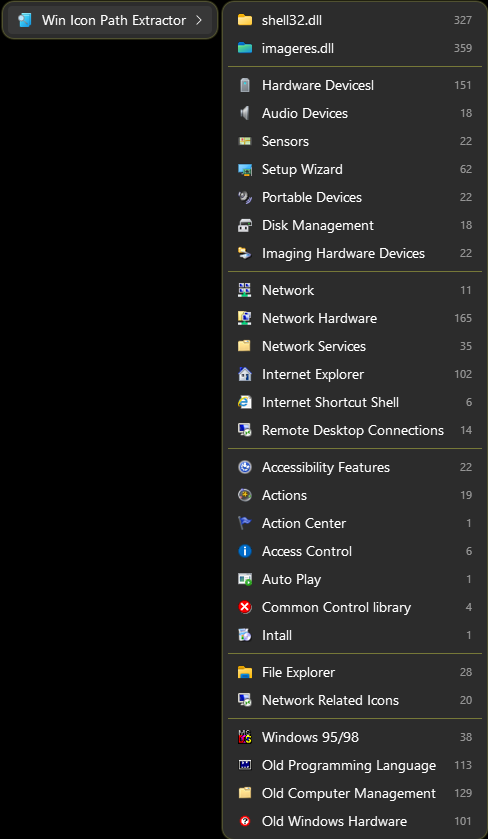 Win Icon Path Extractor
shell32.dll 327
imageres.dll 359
Hardware Devicesl 151
Audio Devices 18
Sensors 22
Setup Wizard 62
Portable Devices 22
Disk Management 18
Imaging Hardware Devices 22
Network 11
Network Hardware 165
Network Services 35
Internet Explorer 102
Internet Shortcut Shell 6
Remote Desktop Connections 14
Accessibility Features 22
Actions 19
Action Center 1
Access Control 6
Auto Play 1
Common Control library 4
Intall 1
File Explorer 28
Network Related Icons 20
Windows 95/98 38
Old Programming Language 113
Old Computer Management 129
Old Windows Hardware 101